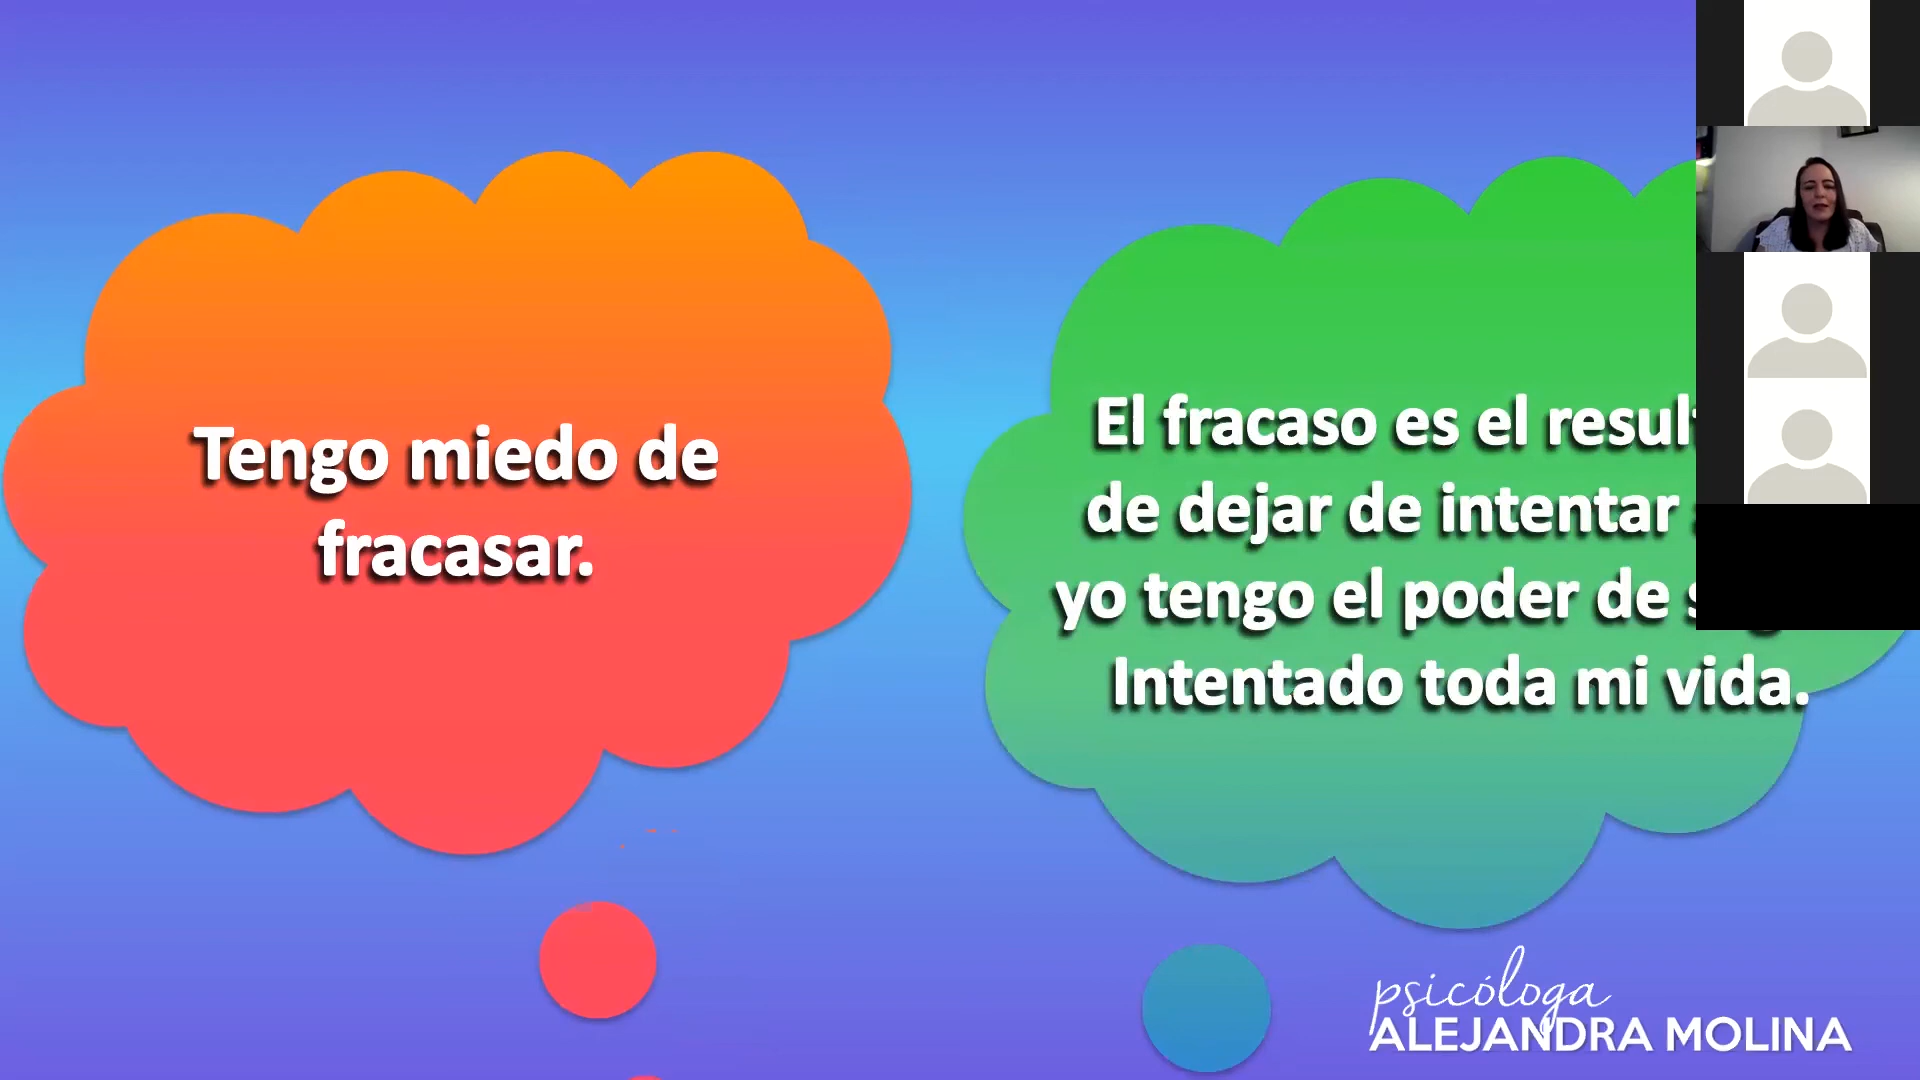 Tengo miedo de
fracasar.
El fracaso es el
de dejar de intentar
yo tengo el poder de
Intentado toda mi vida.
psicóloga
ALEJANDRA MOLINA